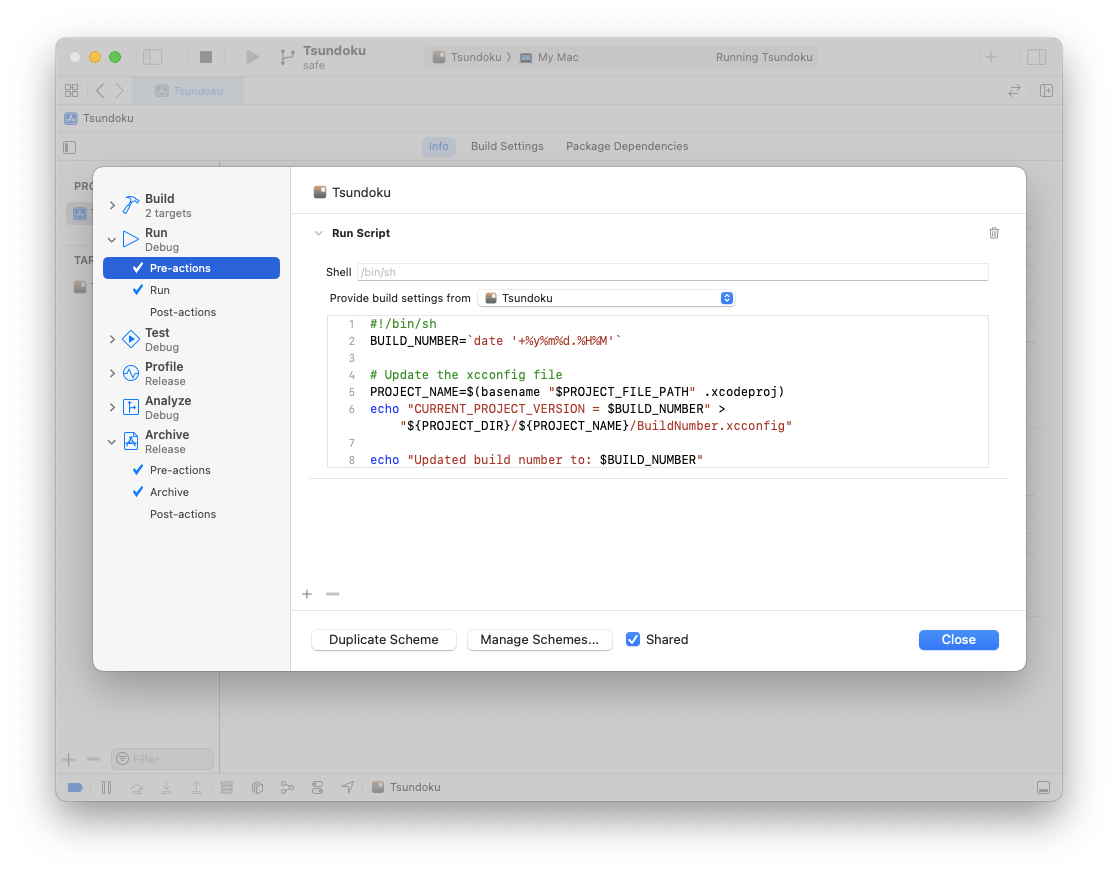 Tsundoku
safe
Tsundoku 〉 My Mac
Running Tsundoku
Tsundoku
Tsundoku
Info
Build Settings
Package Dependencies
PRO
TAR
Build
2 targets
Run
Debug
Pre-actions
Run
Post-actions
Test
Debug
Profile
Release
Analyze
Debug
Archive
Release
Pre-actions
Archive
Post-actions
Tsundoku
Run Script
Shell /bin/sh
Provide build settings from Tsundoku
1 #!/bin/sh
2 BUILD_NUMBER=`date '+%y%m%d.%H%M'`
3
4 # Update the xcconfig file
5 PROJECT_NAME=$(basename "$PROJECT_FILE_PATH" .xcodeproj)
6 echo "CURRENT_PROJECT_VERSION = $BUILD_NUMBER" >
"${PROJECT_DIR}/${PROJECT_NAME}/BuildNumber.xcconfig"
7
8 echo "Updated build number to: $BUILD_NUMBER"
Duplicate Scheme
Manage Schemes...
Shared
Close
Filter
Tsundoku